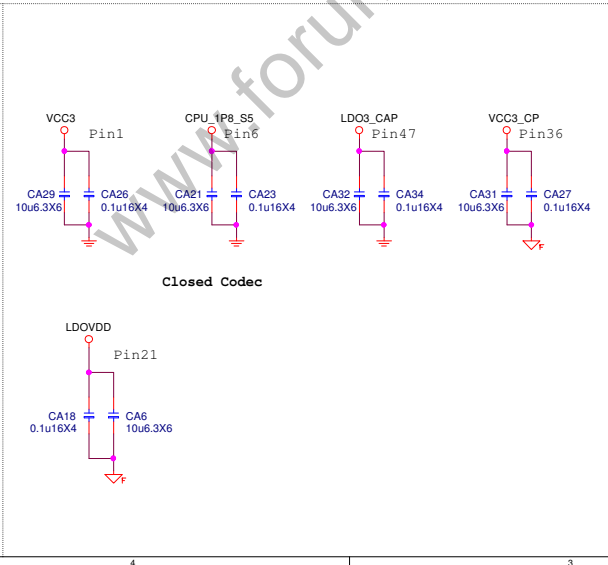 www.foru
VCC3
Pin1
CA29
10u6.3X6
CA26
0.1u16X4
CPU_1P8_S5
Pin6
CA21
10u6.3X6
CA23
0.1u16X4
LDO3_CAP
Pin47
CA32
10u6.3X6
CA34
0.1u16X4
VCC3_CP
Pin36
CA31
10u6.3X6
CA27
0.1u16X4
F
Closed Codec
LDOVDD
Pin21
CA18
0.1u16X4
CA6
10u6.3X6
F
4
3